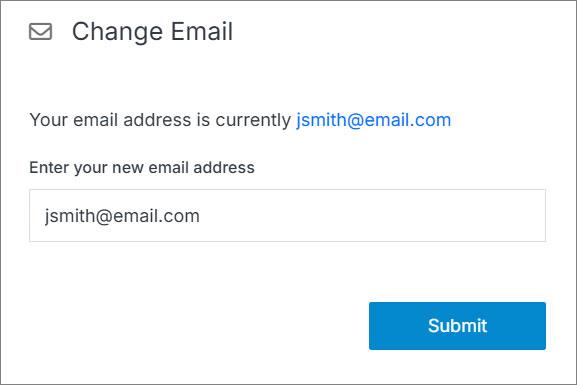 Change Email
Your email address is currently jsmith@email.com
Enter your new email address
jsmith@email.com
Submit